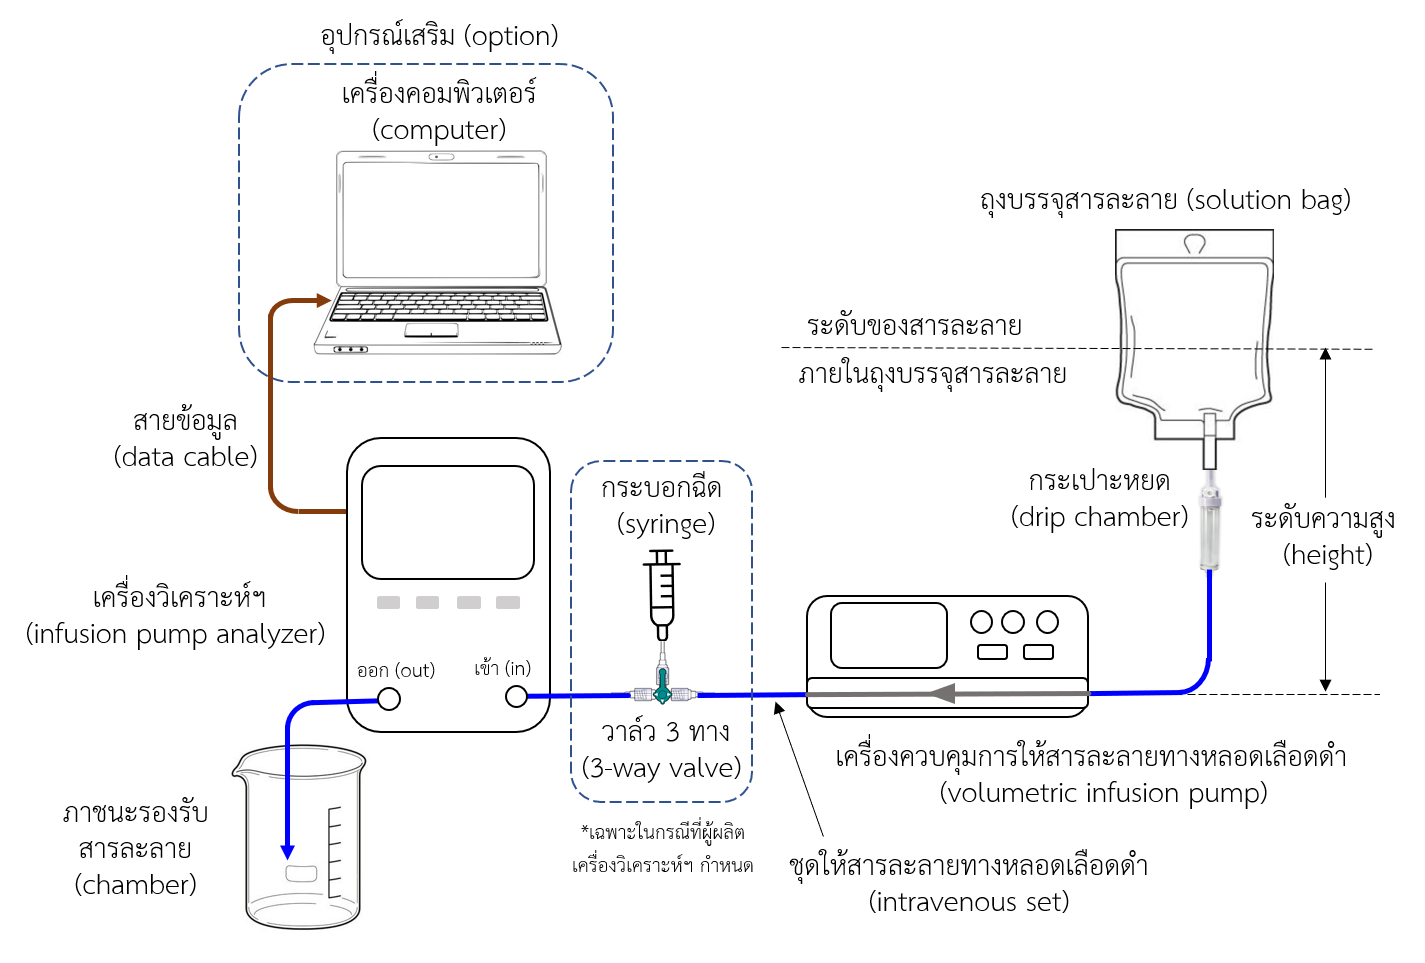 อุปกรณ์เสริม (option)
เครื่องคอมพิวเตอร์
(computer)
ถุงบรรจุสารละลาย (solution bag)
ระดับของสารละลาย
ภายในถุงบรรจุสารละลาย
สายข้อมูล
(data cable)
กระบอกฉีด
(syringe)
กระเปาะหยด
(drip chamber)
ระดับความสูง
(height)
เครื่องวิเคราะห์ฯ
(infusion pump analyzer)
ออก (out)
เข้า (in)
วาล์ว 3 ทาง
(3-way valve)
เครื่องควบคุมการให้สารละลายทางหลอดเลือดดำ
(volumetric infusion pump)
ภาชนะรองรับ
สารละลาย
(chamber)
*เฉพาะในกรณีที่ผู้ผลิต
เครื่องวิเคราะห์ฯ กำหนด
ชุดให้สารละลายทางหลอดเลือดดำ
(intravenous set)